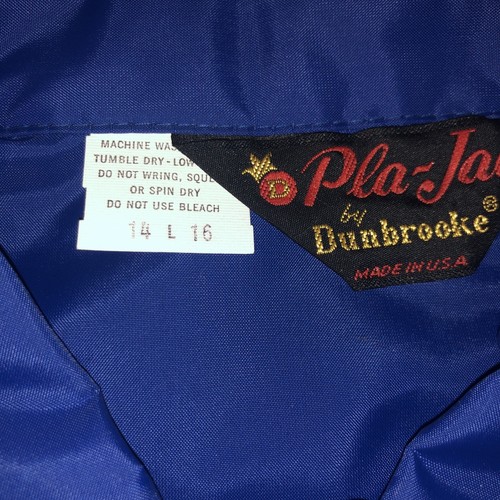 MACHINE WAS
TUMBLE DRY-LOW
DO NOT WRING, SQUE
OR SPIN DRY
DO NOT USE BLEACH
14 L 16
D
Pla-Ja
by
Dunbrooke®
MADE IN U.S.A